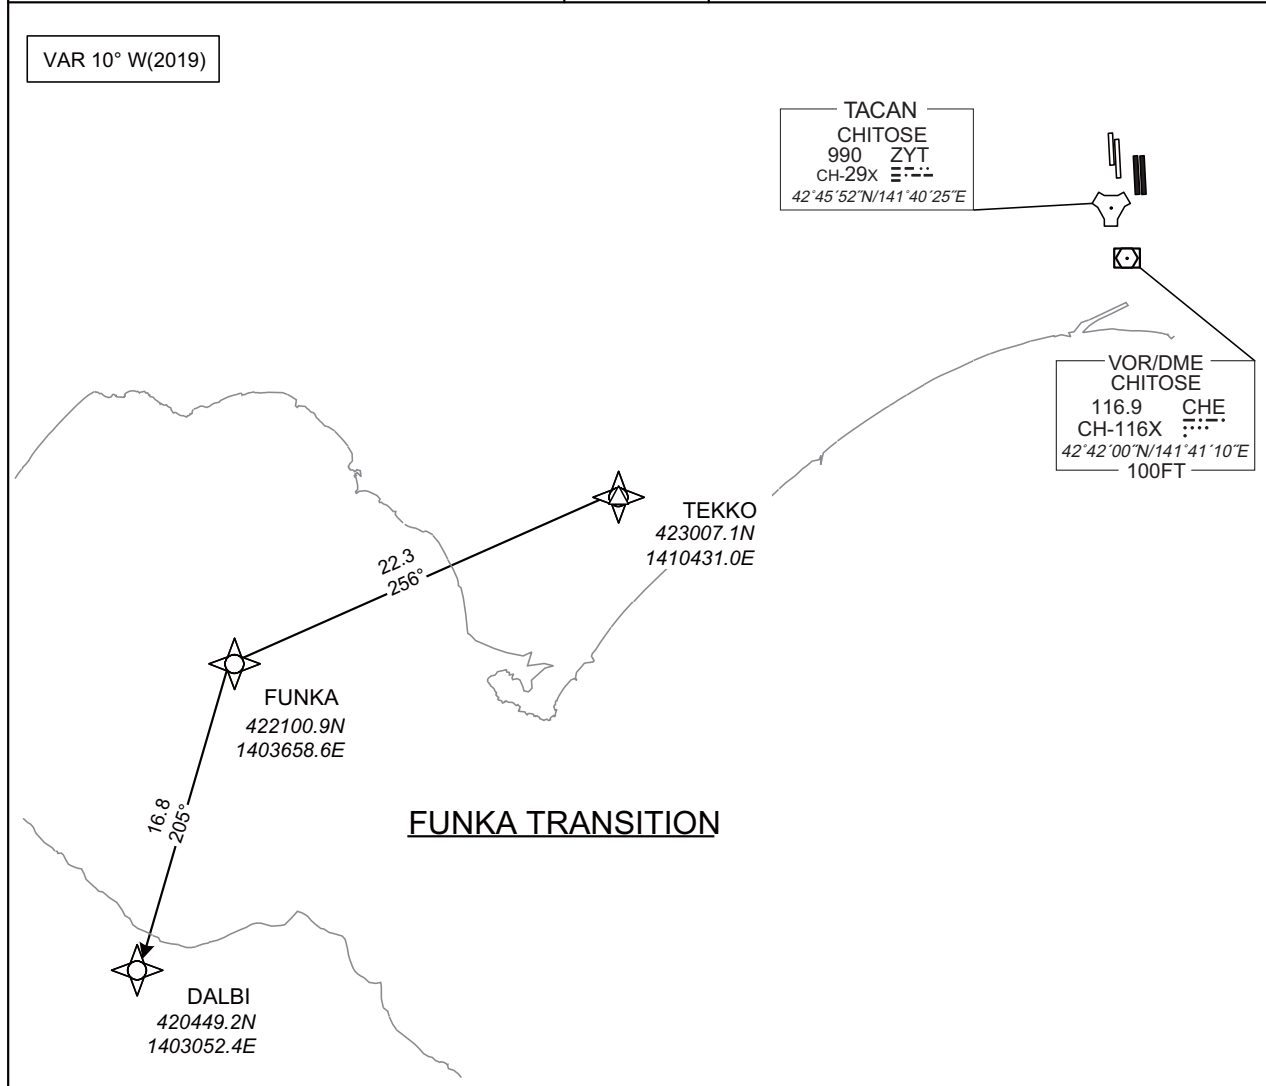 VAR 10° W(2019)
TACAN
CHITOSE
990 ZYT
CH-29X
42°45´52˝N/141°40´25˝E
VOR/DME
CHITOSE
116.9 CHE
CH-116X
42°42´00˝N/141°41´10˝E
100FT
TEKKO
423007.1N
1410431.0E
22.3
256°
FUNKA
422100.9N
1403658.6E
16.8
205°
FUNKA TRANSITION
DALBI
420449.2N
1403052.4E